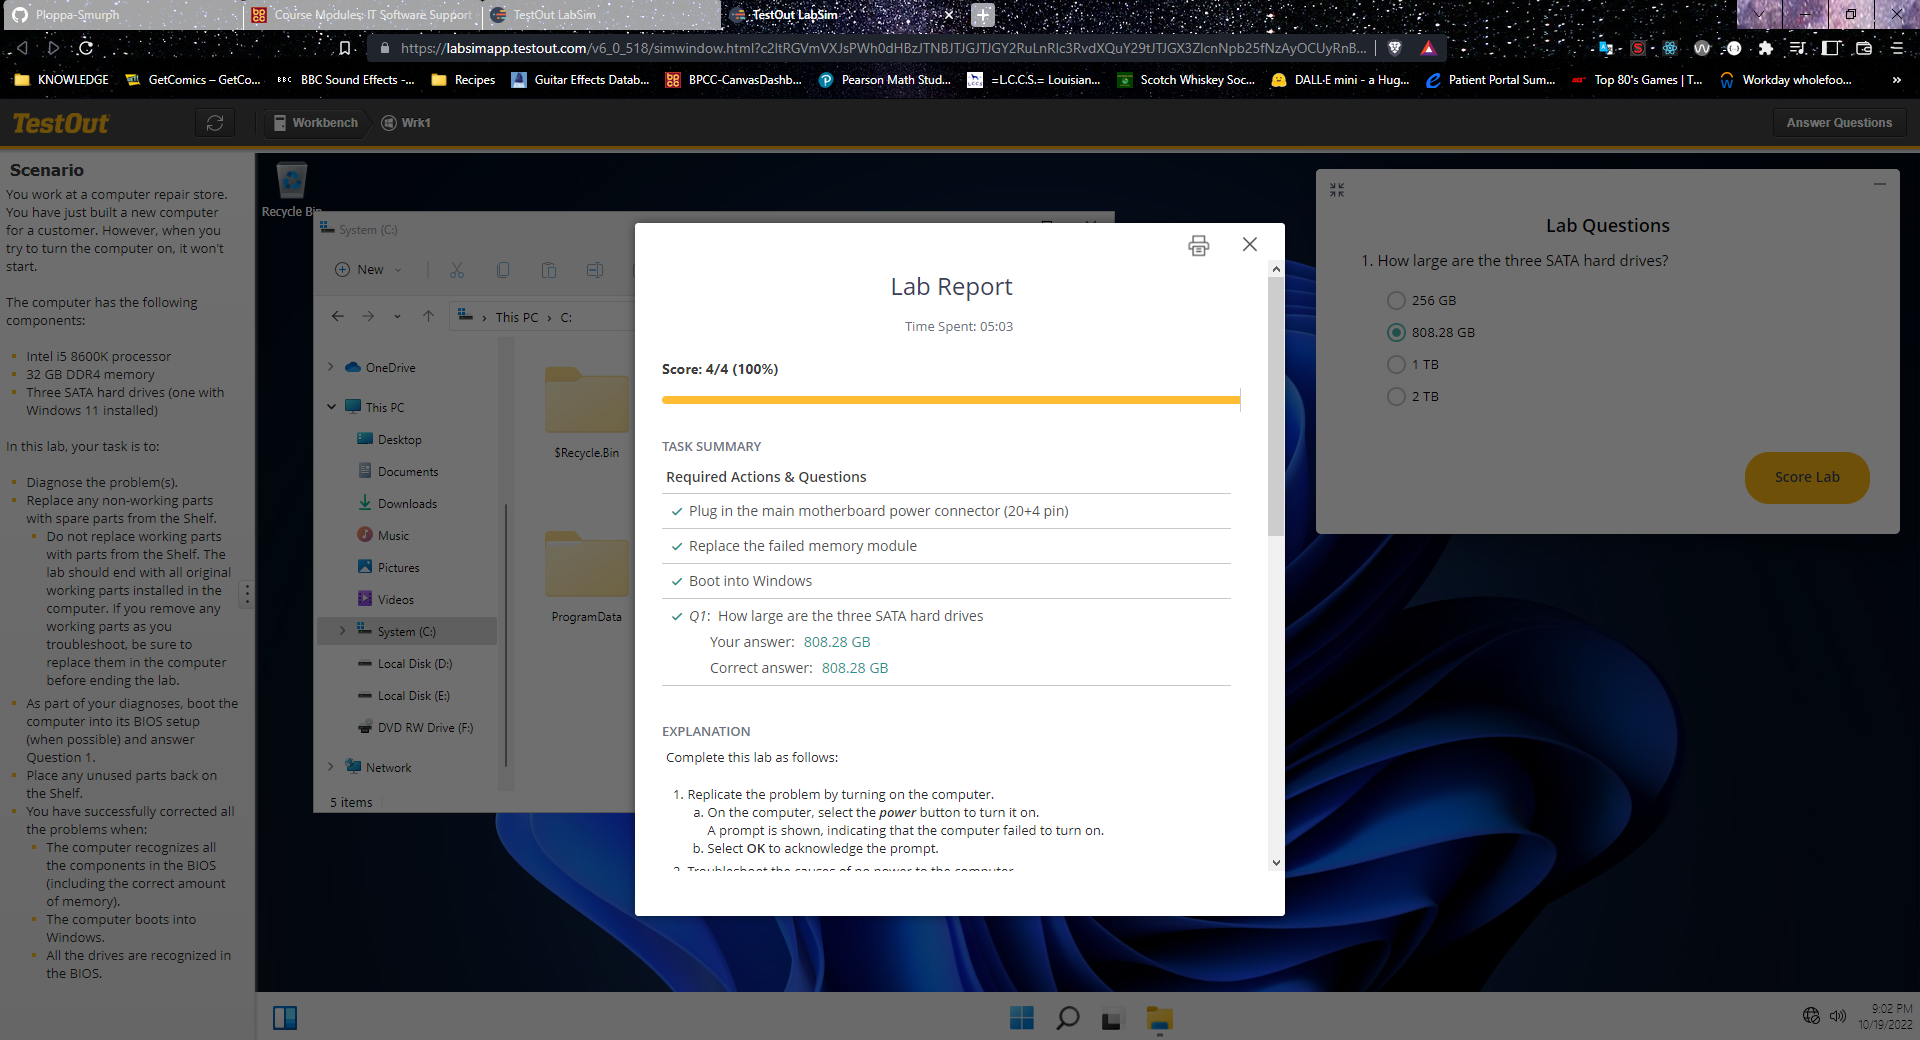 Ploppa-Smurph
Course Modules: IT Software Support
TestOut LabSim
TestOut LabSim
https://labsimapp.testout.com/v6_0_518/simwindow.html?c2ltRGVmVXJsPWh0dHBzJTNBJTJGJTJGY2RuLnRlc3RvdXQuY29tJTJGX3ZlcnNpb25fNzAyOCUyRnB...
KNOWLEDGE
GetComics – GetCo...
BBC
BBC Sound Effects -...
Recipes
Guitar Effects Datab...
BPCC-CanvasDashb...
Pearson Math Stud...
=L.C.C.S.= Louisian...
Scotch Whiskey Soc...
DALL·E mini - a Hug...
Patient Portal Sum...
Top 80's Games | T...
Workday wholefoo...
»
TestOut
Workbench
Wrk1
Answer Questions
Scenario
You work at a computer repair store.
You have just built a new computer
for a customer. However, when you
try to turn the computer on, it won't
start.
The computer has the following
components:
Intel i5 8600K processor
32 GB DDR4 memory
Three SATA hard drives (one with
Windows 11 installed)
In this lab, your task is to:
Diagnose the problem(s).
Replace any non-working parts
with spare parts from the Shelf.
Do not replace working parts
with parts from the Shelf. The
lab should end with all original
working parts installed in the
computer. If you remove any
working parts as you
troubleshoot, be sure to
replace them in the computer
before ending the lab.
As part of your diagnoses, boot the
computer into its BIOS setup
(when possible) and answer
Question 1.
Place any unused parts back on
the Shelf.
You have successfully corrected all
the problems when:
The computer recognizes all
the components in the BIOS
(including the correct amount
of memory).
The computer boots into
Windows.
All the drives are recognized in
the BIOS.
Recycle Bin
System (C:)
New
This PC › C:
OneDrive
This PC
Desktop
Documents
Downloads
Music
Pictures
Videos
System (C:)
Local Disk (D:)
Local Disk (E:)
DVD RW Drive (F:)
Network
5 items
$Recycle.Bin
ProgramData
Lab Report
Time Spent: 05:03
Score: 4/4 (100%)
TASK SUMMARY
Required Actions & Questions
Plug in the main motherboard power connector (20+4 pin)
Replace the failed memory module
Boot into Windows
Q1: How large are the three SATA hard drives
Your answer: 808.28 GB
Correct answer: 808.28 GB
EXPLANATION
Complete this lab as follows:
1. Replicate the problem by turning on the computer.
a. On the computer, select the power button to turn it on.
A prompt is shown, indicating that the computer failed to turn on.
b. Select OK to acknowledge the prompt.
2. Troubleshoot the causes of no power to the computer.
Lab Questions
1. How large are the three SATA hard drives?
256 GB
808.28 GB
1 TB
2 TB
Score Lab
9:02 PM
10/19/2022